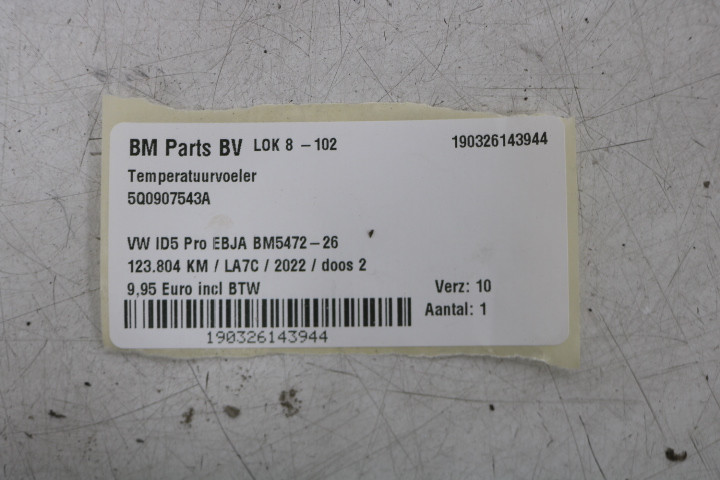 BM Parts BV LOK 8 - 102 190326143944
Temperatuurvoeler
5Q0907543A
VW ID5 Pro EBJA BM5472-26
123.804 KM / LA7C / 2022 / doos 2
9,95 Euro incl BTW Verz: 10
Aantal: 1
190326143944